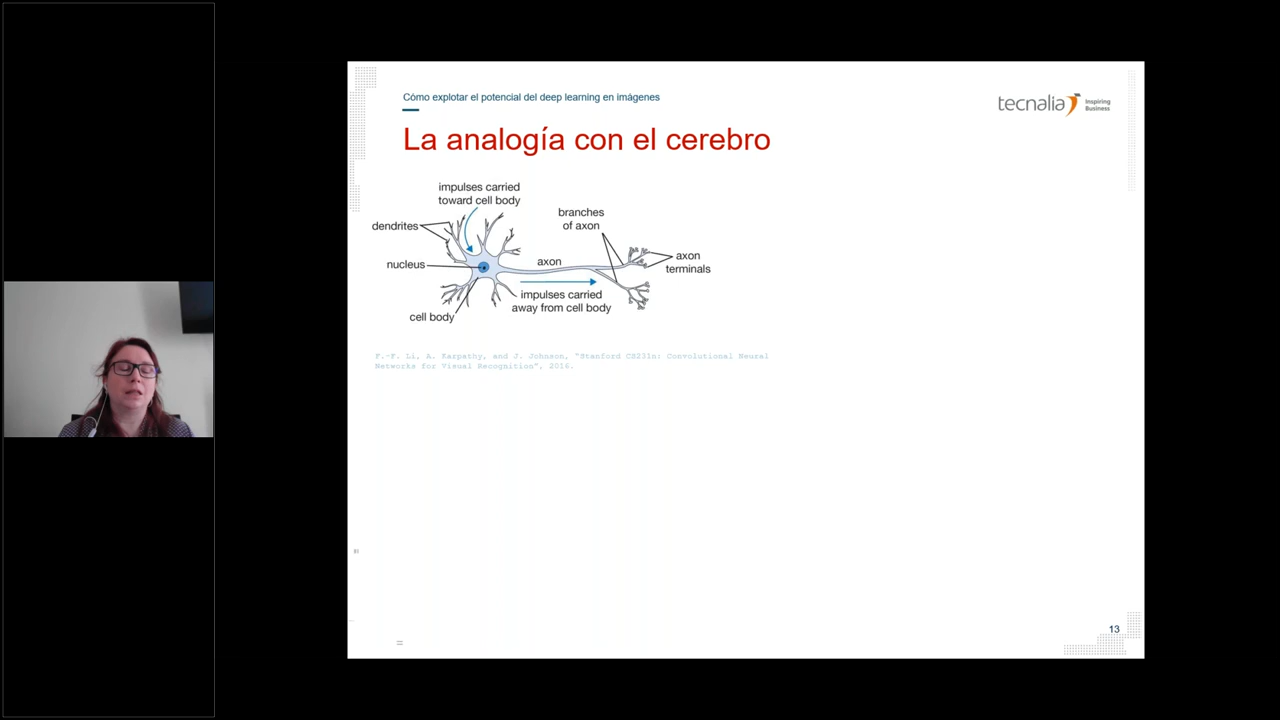 Cómo explotar el potencial del deep learning en imágenes
tecnalia Inspiring
Business
La analogía con el cerebro
impulses carried
toward cell body
branches
of axon
dendrites
axon
terminals
nucleus
axon
impulses carried
away from cell body
cell body
F.-F. Li, A. Karpathy, and J. Johnson, "Stanford CS231n: Convolutional Neural
Networks for Visual Recognition", 2016.
13